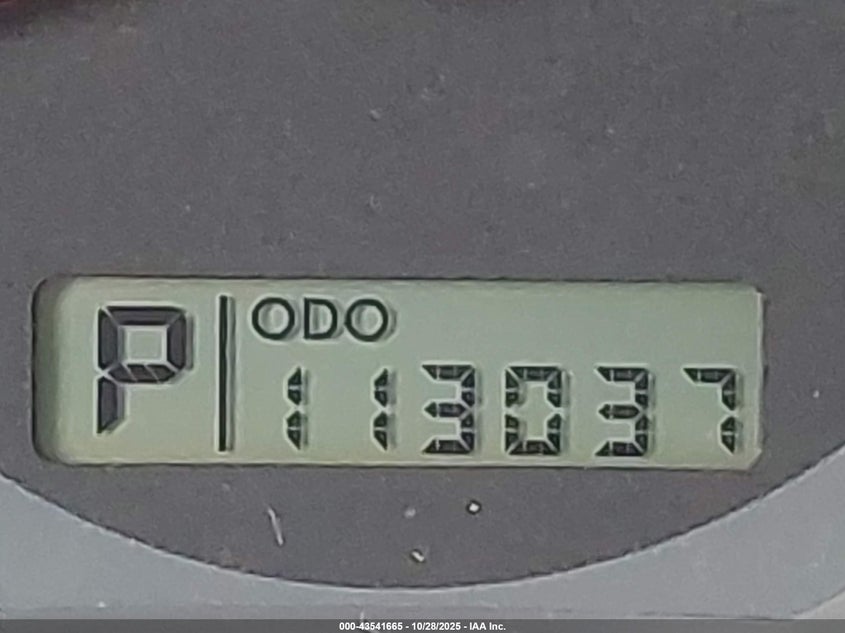 P
ODO
113037
000-43541665 - 10/28/2025 - IAA Inc.